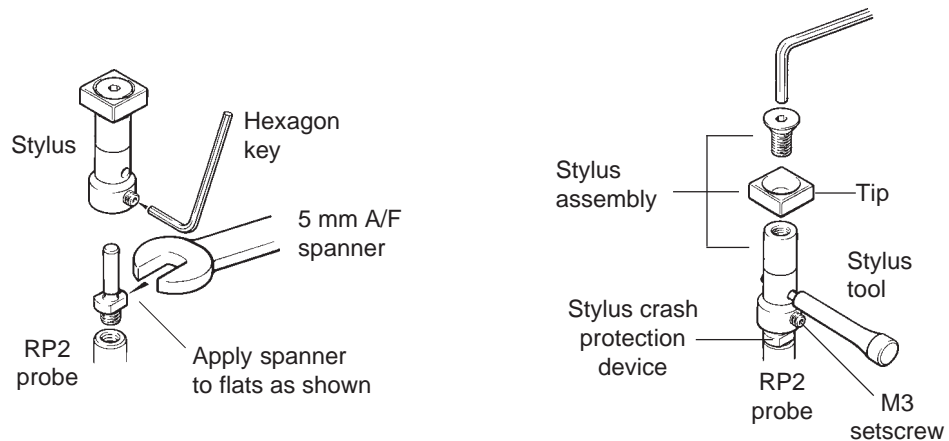 Stylus
Hexagon
key
5 mm A/F
spanner
RP2
probe
Apply spanner
to flats as shown
Stylus
assembly
Tip
Stylus
tool
Stylus crash
protection
device
RP2
probe
M3
setscrew